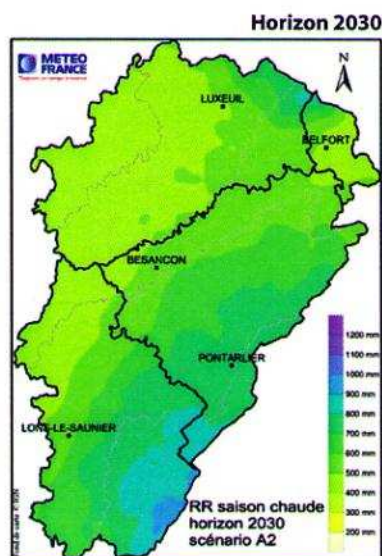 Horizon 2030
METEO
FRANCE
N
LUXEUIL
BELFORT
BESANCON
PONTARLIER
LONS-LE-SAUNIER
1200 mm
1000 mm
900 mm
800 mm
700 mm
600 mm
500 mm
400 mm
300 mm
200 mm
RR saison chaude
horizon 2030
scénario A2